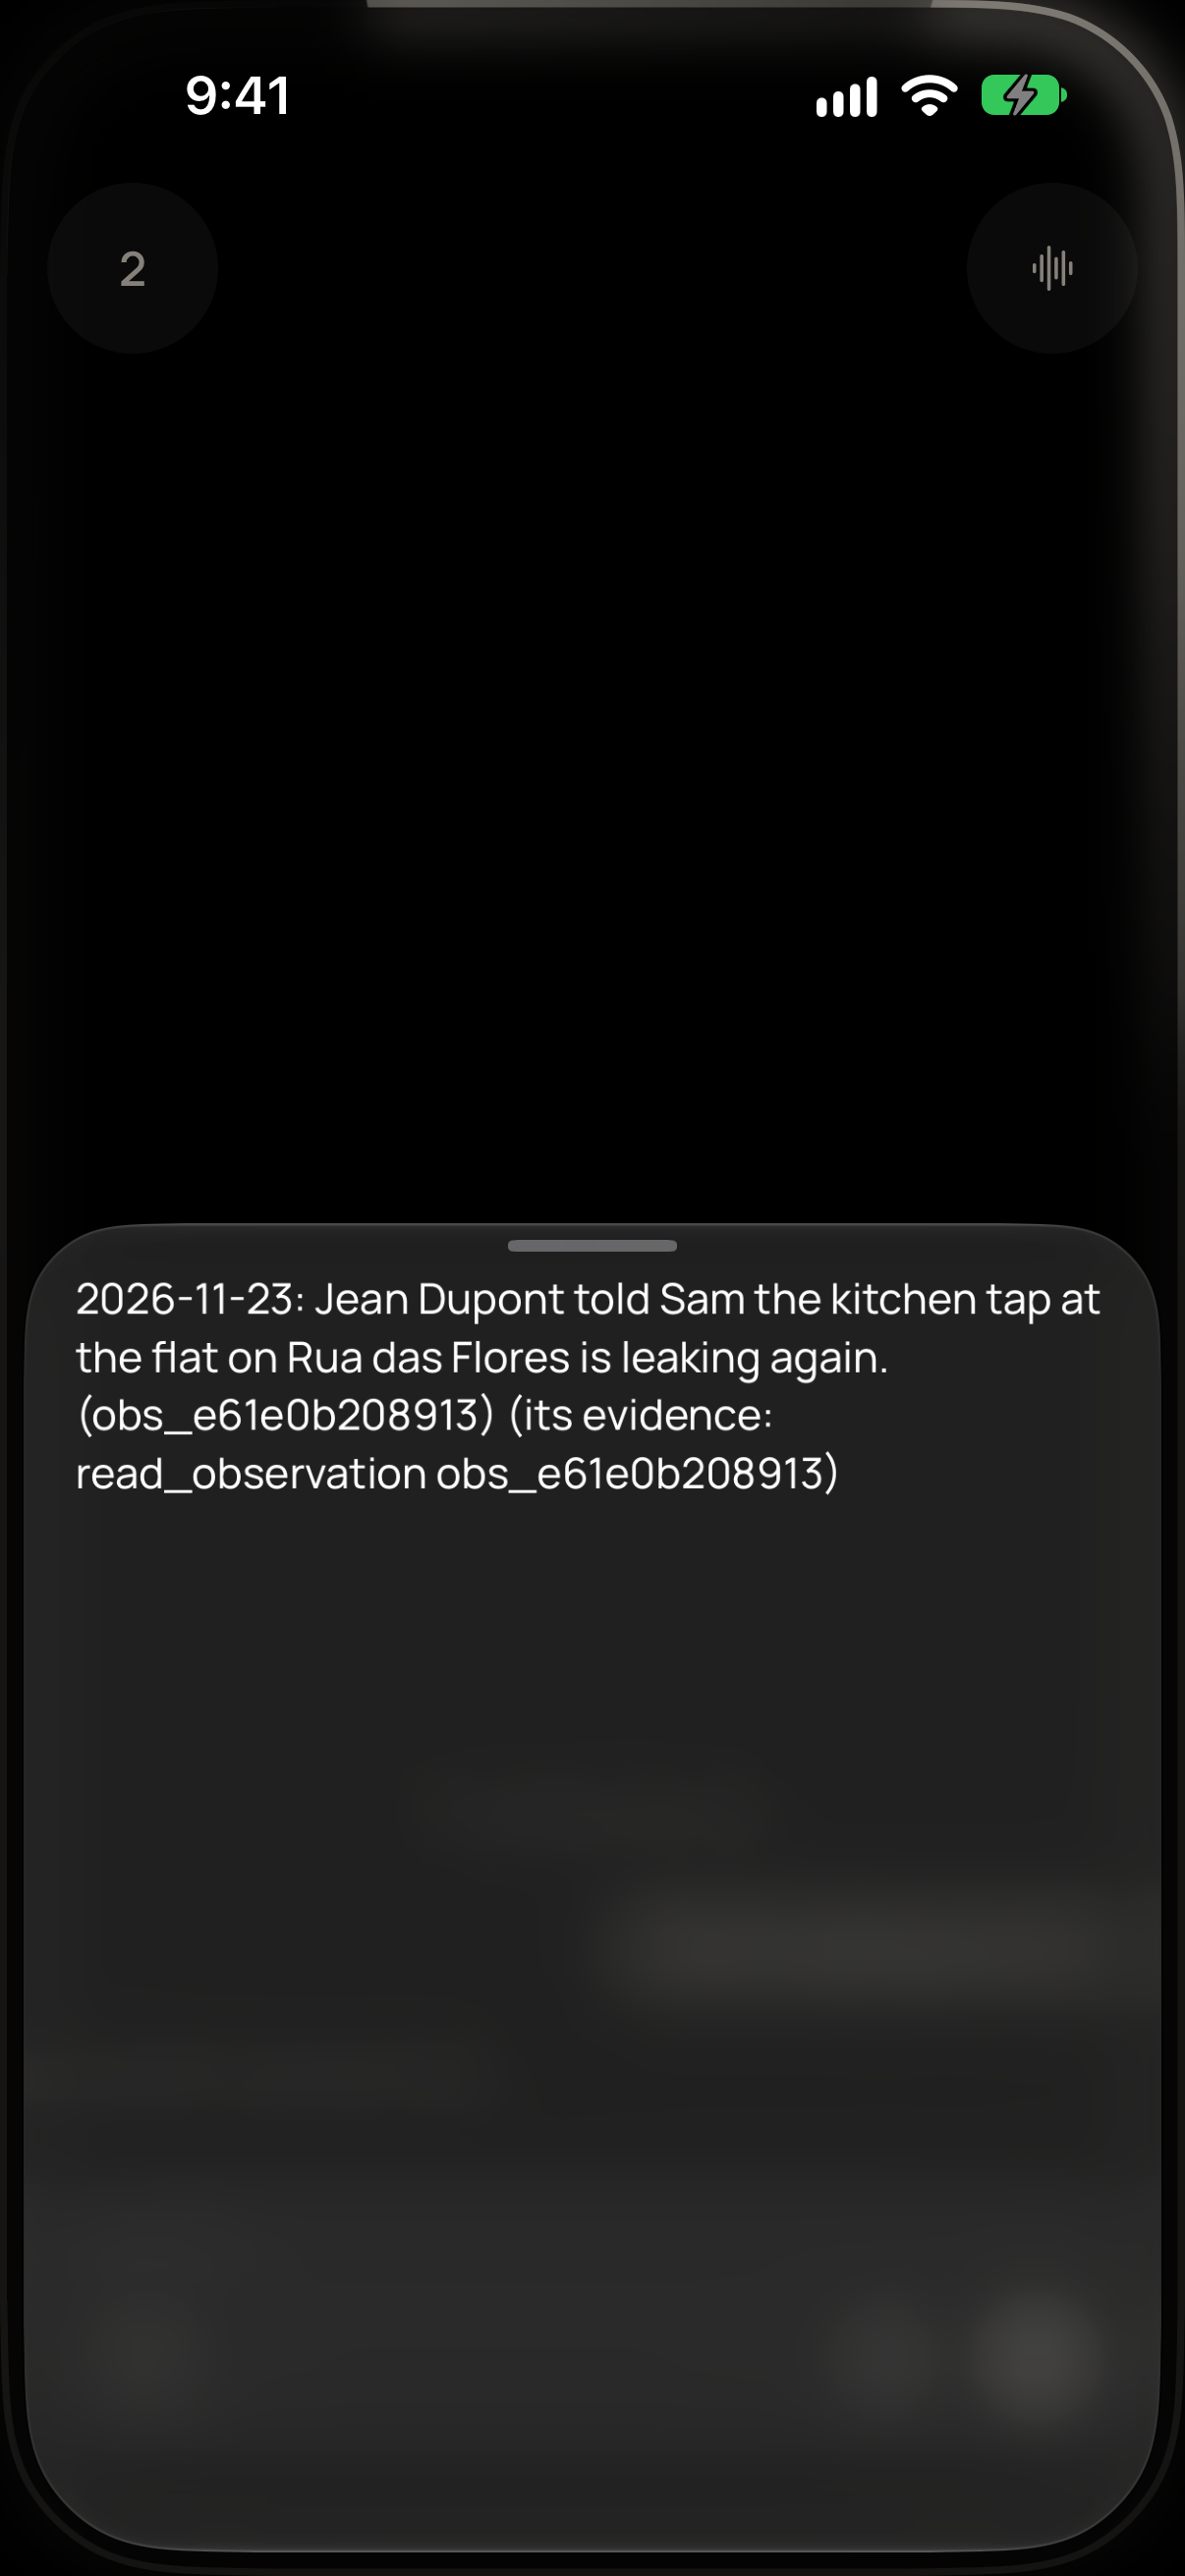 9:41
2
2026-11-23: Jean Dupont told Sam the kitchen tap at
the flat on Rua das Flores is leaking again.
(obs_e61e0b208913) (its evidence:
read_observation obs_e61e0b208913)